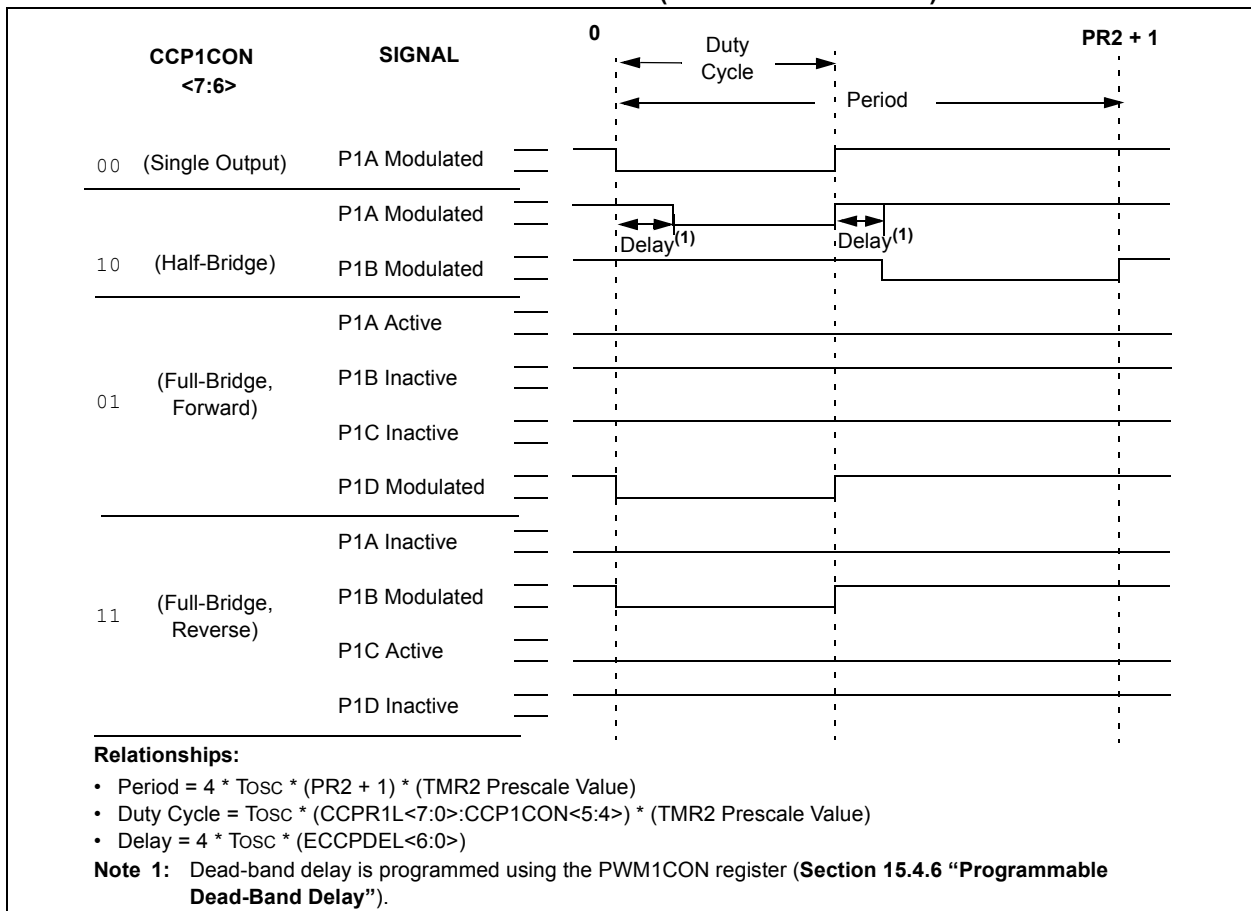 0
Duty
Cycle
PR2 + 1
CCP1CON
<7:6>
SIGNAL
Period
00 (Single Output) P1A Modulated
P1A Modulated
Delay(1) Delay(1)
10 (Half-Bridge) P1B Modulated
P1A Active
(Full-Bridge,
Forward)
P1B Inactive
01
P1C Inactive
P1D Modulated
P1A Inactive
(Full-Bridge,
Reverse)
P1B Modulated
11
P1C Active
P1D Inactive
Relationships:
• Period = 4 * TOSC * (PR2 + 1) * (TMR2 Prescale Value)
• Duty Cycle = TOSC * (CCPR1L<7:0>:CCP1CON<5:4>) * (TMR2 Prescale Value)
• Delay = 4 * TOSC * (ECCPDEL<6:0>)
Note 1: Dead-band delay is programmed using the PWM1CON register (Section 15.4.6 “Programmable
Dead-Band Delay”).